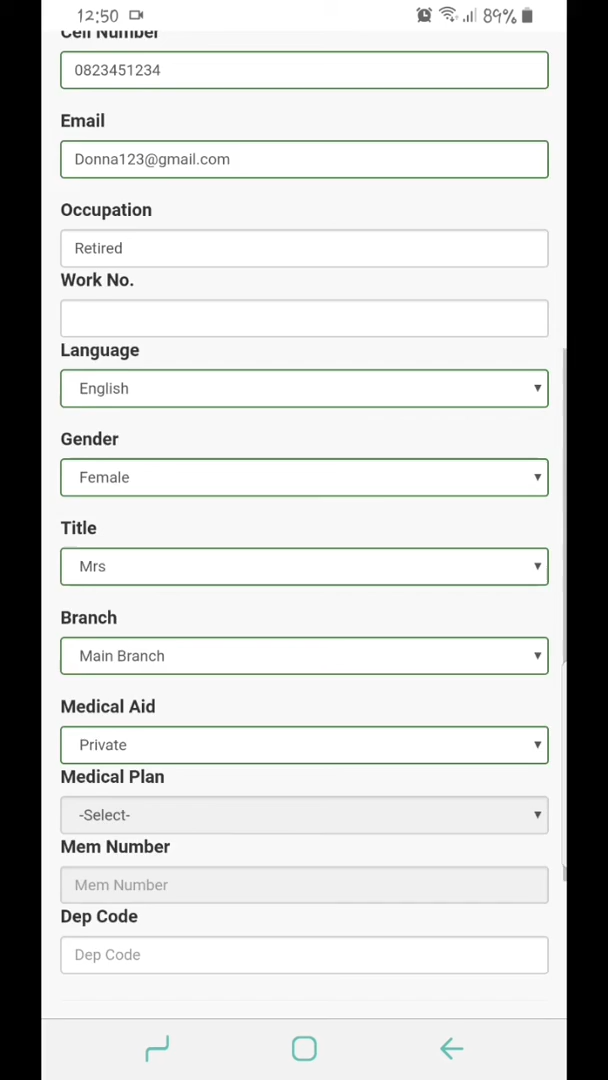 12:50 89%
Cell Number
0823451234
Email
Donna123@gmail.com
Occupation
Retired
Work No.
Language
English
Gender
Female
Title
Mrs
Branch
Main Branch
Medical Aid
Private
Medical Plan
-Select-
Mem Number
Mem Number
Dep Code
Dep Code